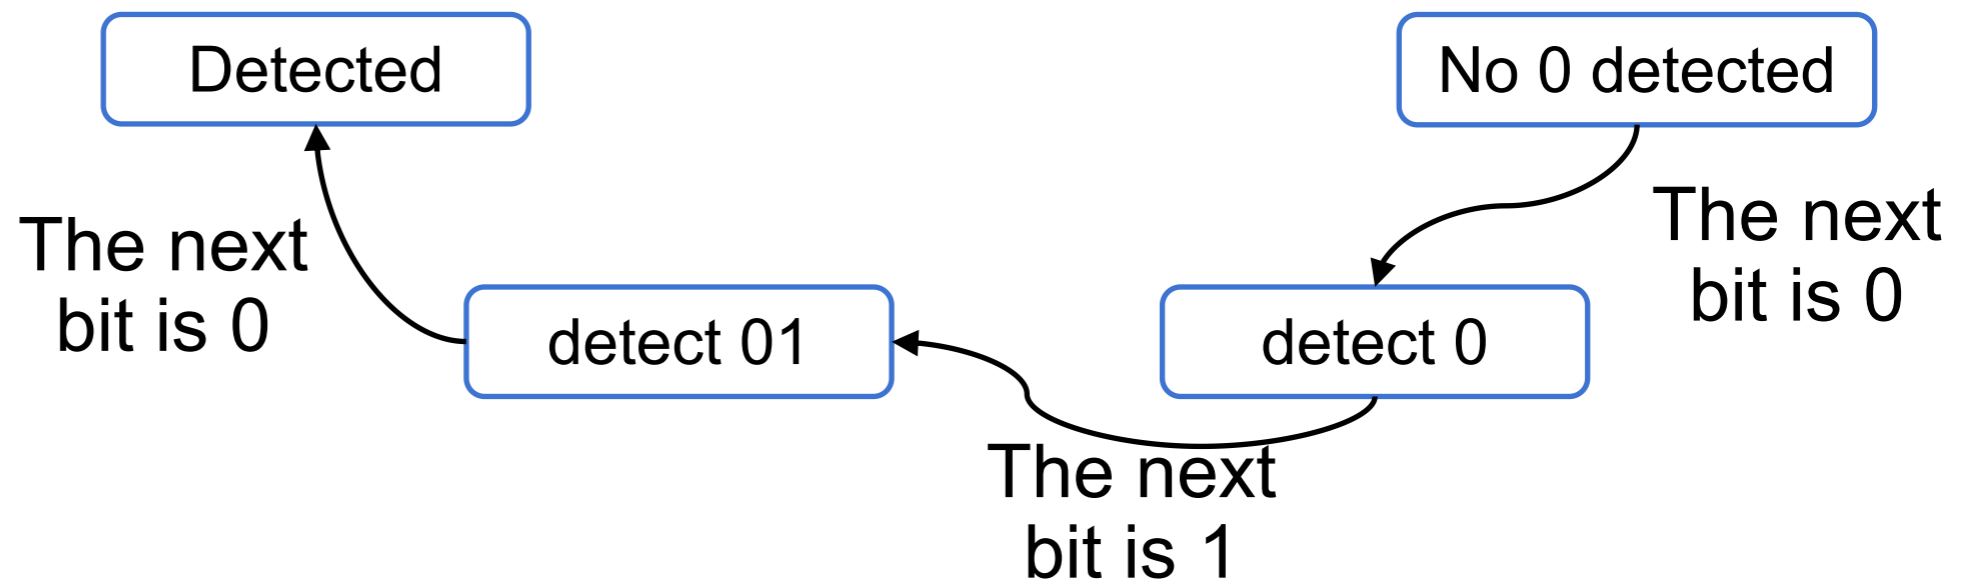 Detected
No 0 detected
The next
bit is 0
The next
bit is 0
detect 01
detect 0
The next
bit is 1